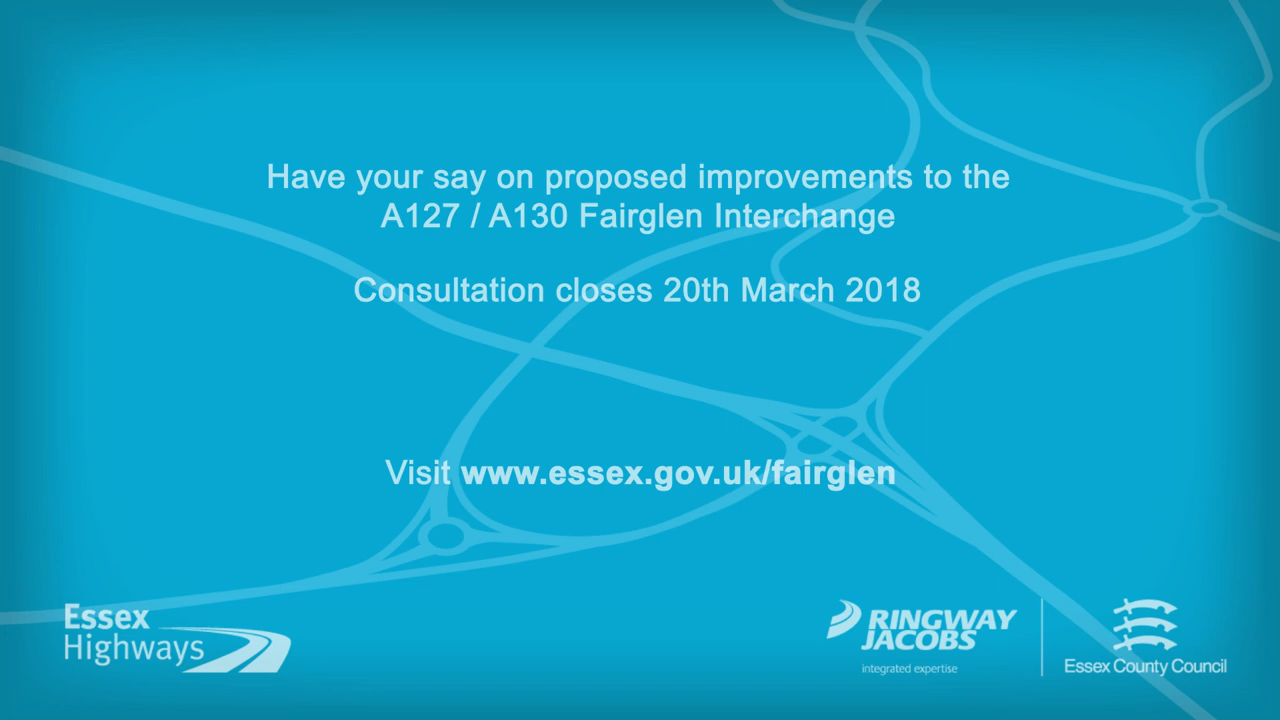 Have your say on proposed improvements to the
A127 / A130 Fairglen Interchange
Consultation closes 20th March 2018
Visit www.essex.gov.uk/fairglen
Essex
Highways
RINGWAY
JACOBS
integrated expertise
Essex County Council